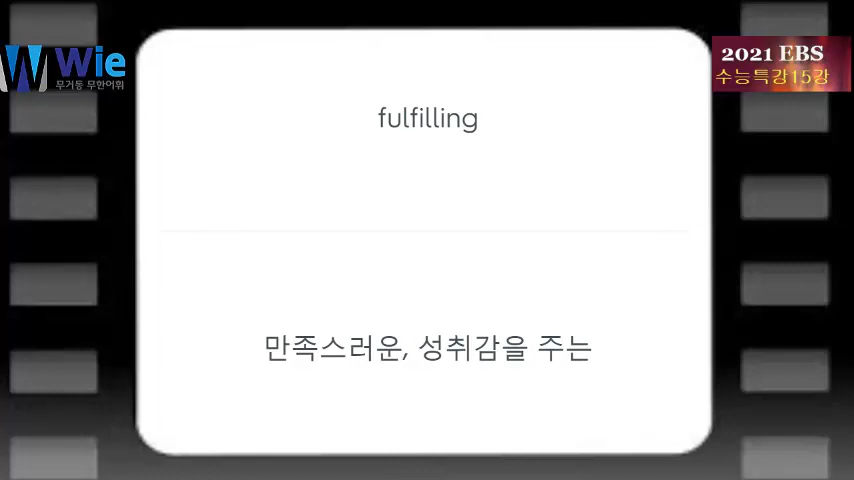 Wie
무거동 무한어휘
2021 EBS
수능특강15강
fulfilling
만족스러운, 성취감을 주는